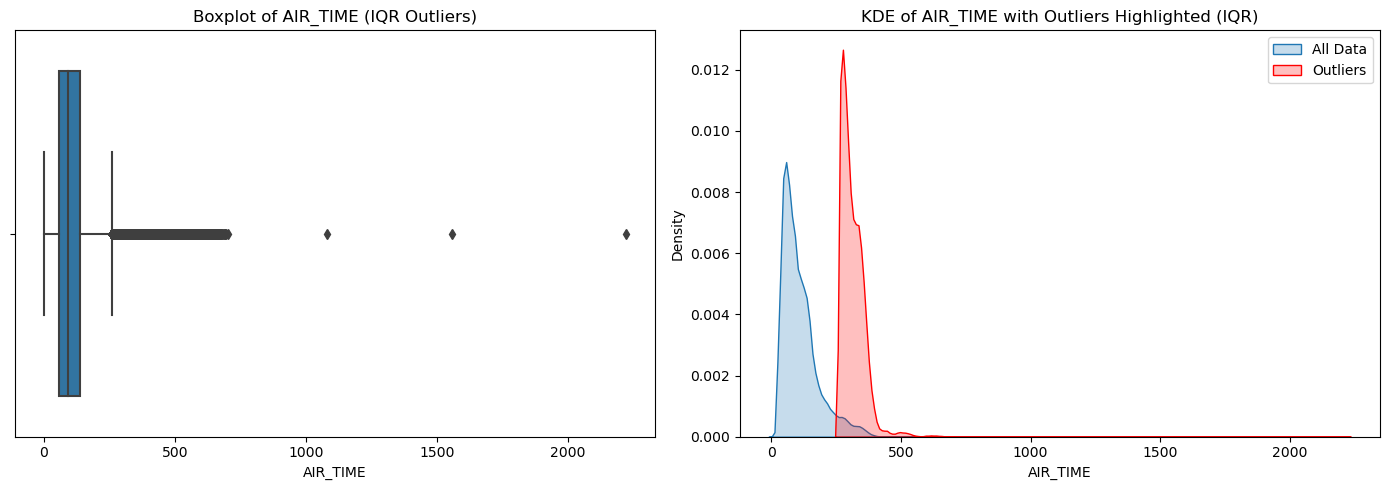 Boxplot of AIR_TIME (IQR Outliers)
0
500
1000
1500
2000
AIR_TIME
KDE of AIR_TIME with Outliers Highlighted (IQR)
All Data
Outliers
0.012
0.010
0.008
0.006
0.004
0.002
0.000
Density
0
500
1000
1500
2000
AIR_TIME